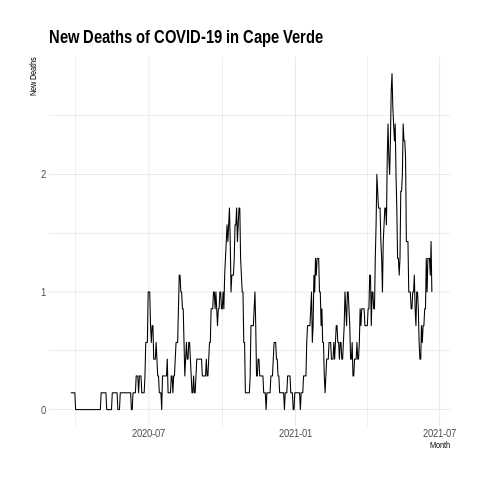 New Deaths of COVID-19 in Cape Verde
New Deaths
2
1
0
2020-07
2021-01
2021-07
Month